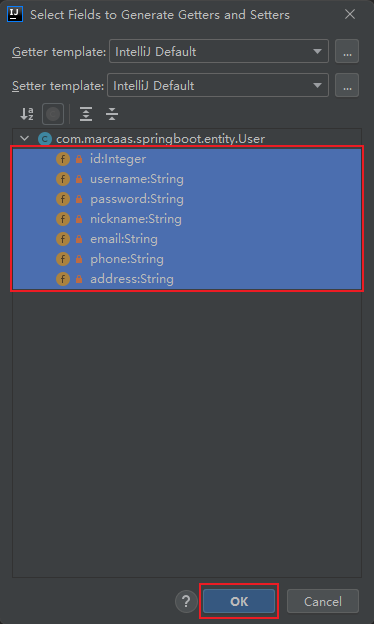 IJ Select Fields to Generate Getters and Setters
Getter template: IntelliJ Default ...
Setter template: IntelliJ Default ...
C com.marcaas.springboot.entity.User
f id:Integer
f username:String
f password:String
f nickname:String
f email:String
f phone:String
f address:String
? OK Cancel